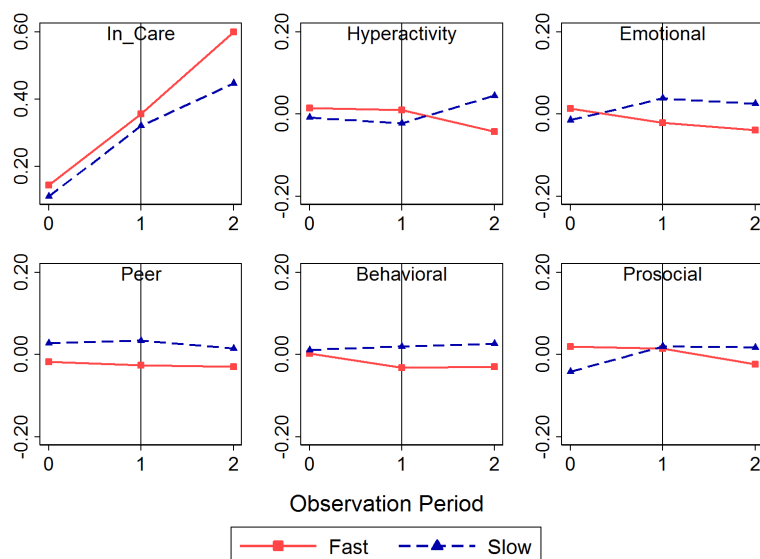 In_Care
0.20 0.40 0.60
0 1 2
Hyperactivity
-0.20 0.00 0.20
0 1 2
Emotional
-0.20 0.00 0.20
0 1 2
Peer
-0.20 0.00 0.20
0 1 2
Behavioral
-0.20 0.00 0.20
0 1 2
Prosocial
-0.20 0.00 0.20
0 1 2
Observation Period
Fast Slow